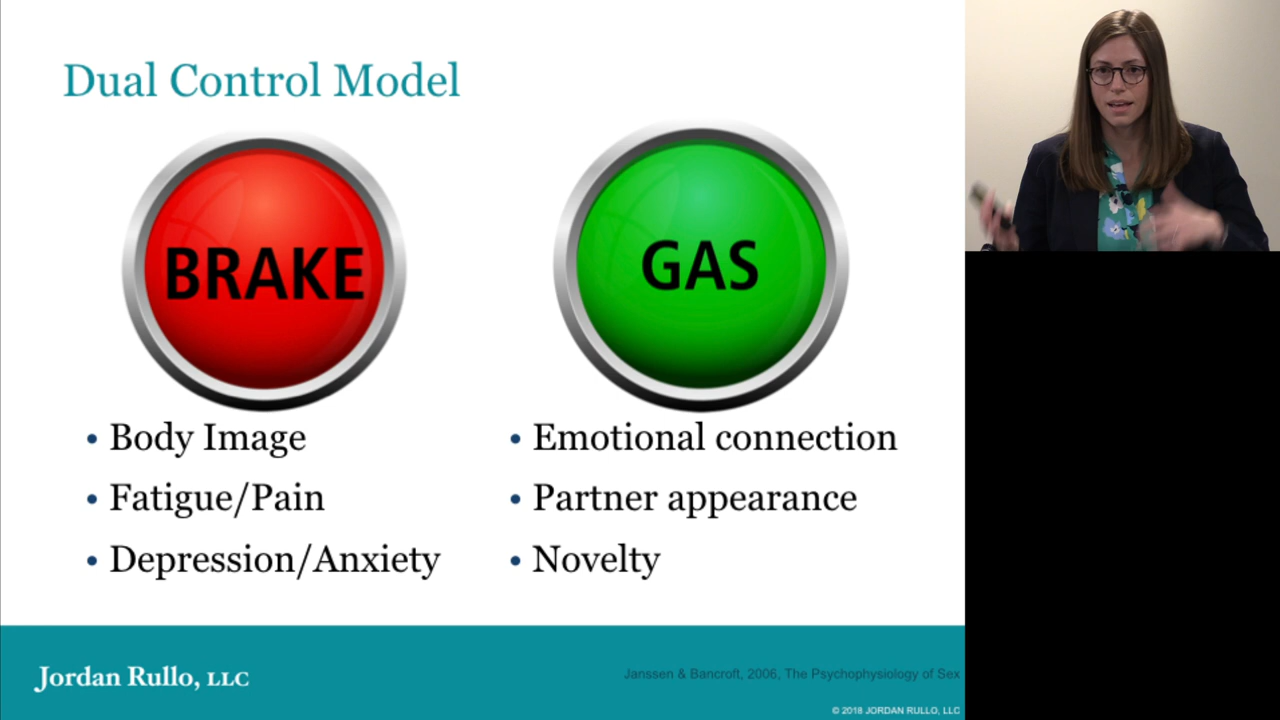 Dual Control Model
BRAKE
GAS
• Body Image
• Fatigue/Pain
• Depression/Anxiety
• Emotional connection
• Partner appearance
• Novelty
Jordan Rullo, LLC
Janssen & Bancroft, 2006, The Psychophysiology of Sex
© 2018 JORDAN RULLO, LLC